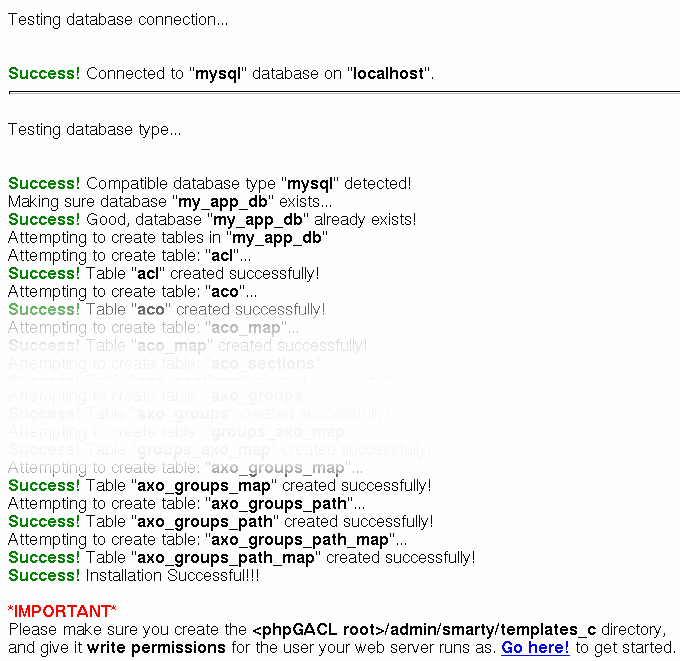 Testing database connection...
Success! Connected to "mysql" database on "localhost".
Testing database type...
Success! Compatible database type "mysql" detected!
Making sure database "my_app_db" exists...
Success! Good, database "my_app_db" already exists!
Attempting to create tables in "my_app_db"
Attempting to create table: "acl"...
Success! Table "acl" created successfully!
Attempting to create table: "aco"...
Success! Table "aco" created successfully!
Attempting to create table: "aco_map"...
Success! Table "aco_map" created successfully!
Attempting to create table: "aco_sections"...
Attempting to create table: "axo_groups"...
Success! Table "axo_groups" created successfully!
Attempting to create table: "groups_axo_map"...
Success! Table "groups_axo_map" created successfully!
Attempting to create table: "axo_groups_map"...
Success! Table "axo_groups_map" created successfully!
Attempting to create table: "axo_groups_path"...
Success! Table "axo_groups_path" created successfully!
Attempting to create table: "axo_groups_path_map"...
Success! Table "axo_groups_path_map" created successfully!
Success! Installation Successful!!!
*IMPORTANT*
Please make sure you create the <phpGACL root>/admin/smarty/templates_c directory,
and give it write permissions for the user your web server runs as. Go here! to get started.